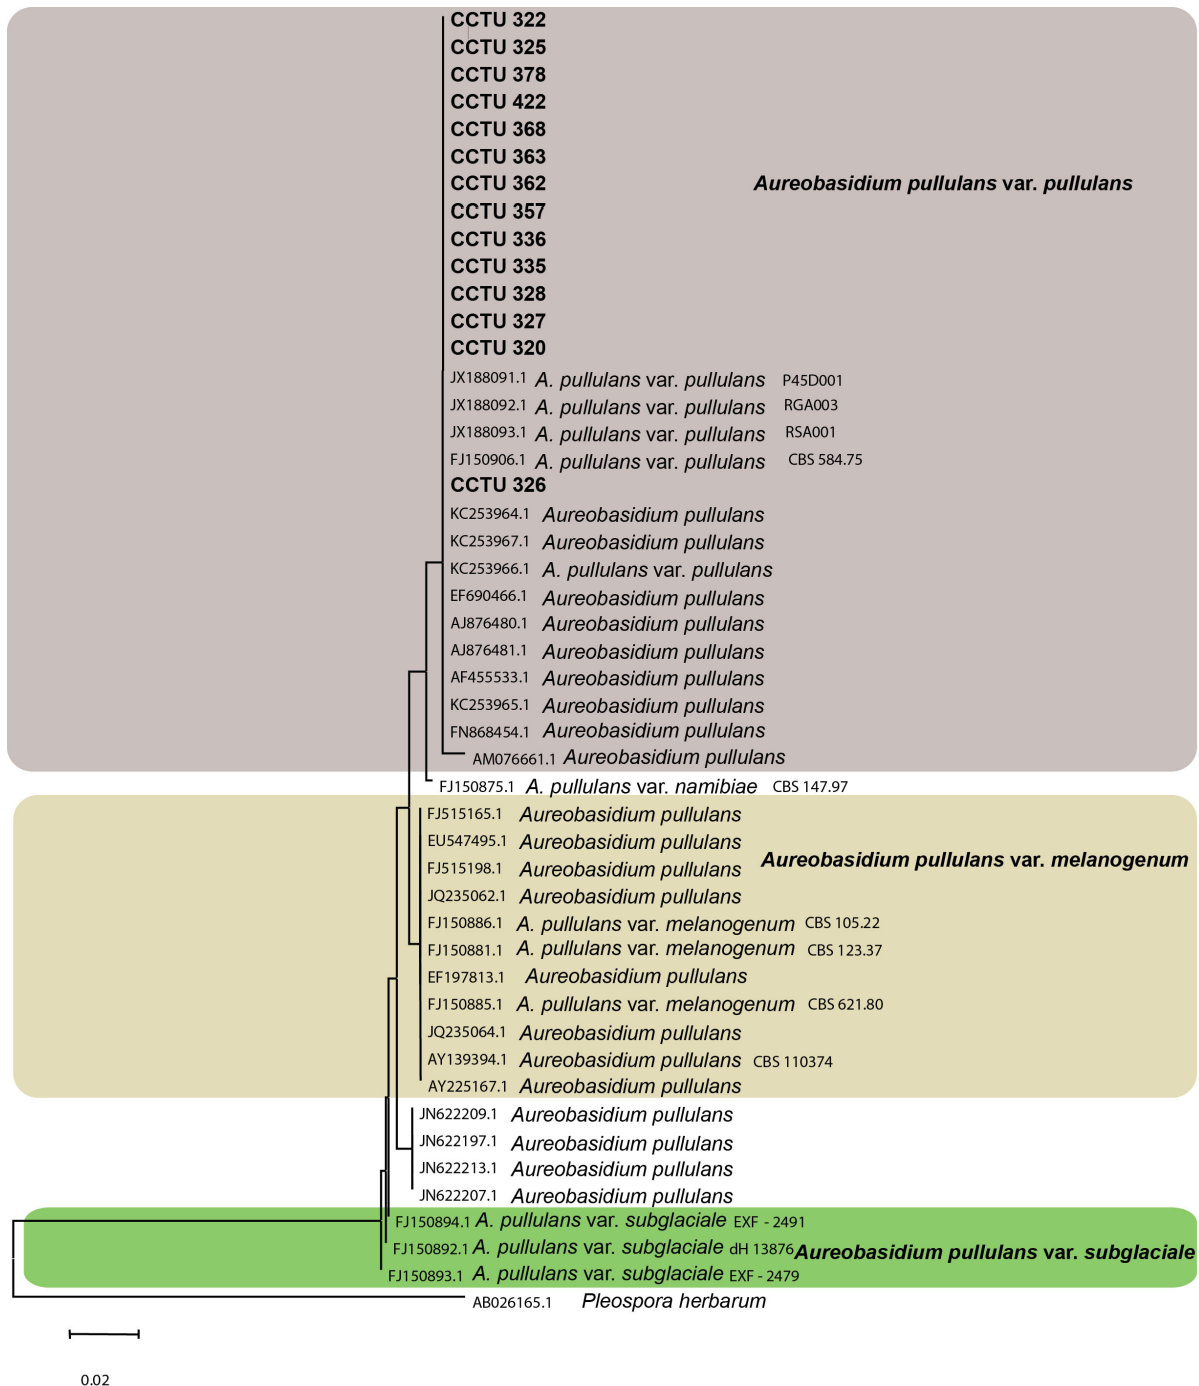 CCTU 322
CCTU 325
CCTU 378
CCTU 422
CCTU 368
CCTU 363
CCTU 362 Aureobasidium pullulans var. pullulans
CCTU 357
CCTU 336
CCTU 335
CCTU 328
CCTU 327
CCTU 320
JX188091.1 A. pullulans var. pullulans P45D001
JX188092.1 A. pullulans var. pullulans RGA003
JX188093.1 A. pullulans var. pullulans RSA001
FJ150906.1 A. pullulans var. pullulans CBS 584.75
CCTU 326
KC253964.1 Aureobasidium pullulans
KC253967.1 Aureobasidium pullulans
KC253966.1 A. pullulans var. pullulans
EF690466.1 Aureobasidium pullulans
AJ876480.1 Aureobasidium pullulans
AJ876481.1 Aureobasidium pullulans
AF455533.1 Aureobasidium pullulans
KC253965.1 Aureobasidium pullulans
FN868454.1 Aureobasidium pullulans
AM076661.1 Aureobasidium pullulans
FJ150875.1 A. pullulans var. namibiae CBS 147.97
FJ515165.1 Aureobasidium pullulans
EU547495.1 Aureobasidium pullulans
Aureobasidium pullulans var. melanogenum
FJ515198.1 Aureobasidium pullulans
JQ235062.1 Aureobasidium pullulans
FJ150886.1 A. pullulans var. melanogenum CBS 105.22
FJ150881.1 A. pullulans var. melanogenum CBS 123.37
EF197813.1 Aureobasidium pullulans
FJ150885.1 A. pullulans var. melanogenum CBS 621.80
JQ235064.1 Aureobasidium pullulans
AY139394.1 Aureobasidium pullulans CBS 110374
AY225167.1 Aureobasidium pullulans
JN622209.1 Aureobasidium pullulans
JN622197.1 Aureobasidium pullulans
JN622213.1 Aureobasidium pullulans
JN622207.1 Aureobasidium pullulans
FJ150894.1 A. pullulans var. subglaciale EXF - 2491
FJ150892.1 A. pullulans var. subglaciale dH 13876 Aureobasidium pullulans var. subglaciale
FJ150893.1 A. pullulans var. subglaciale EXF - 2479
AB026165.1 Pleospora herbarum
0.02